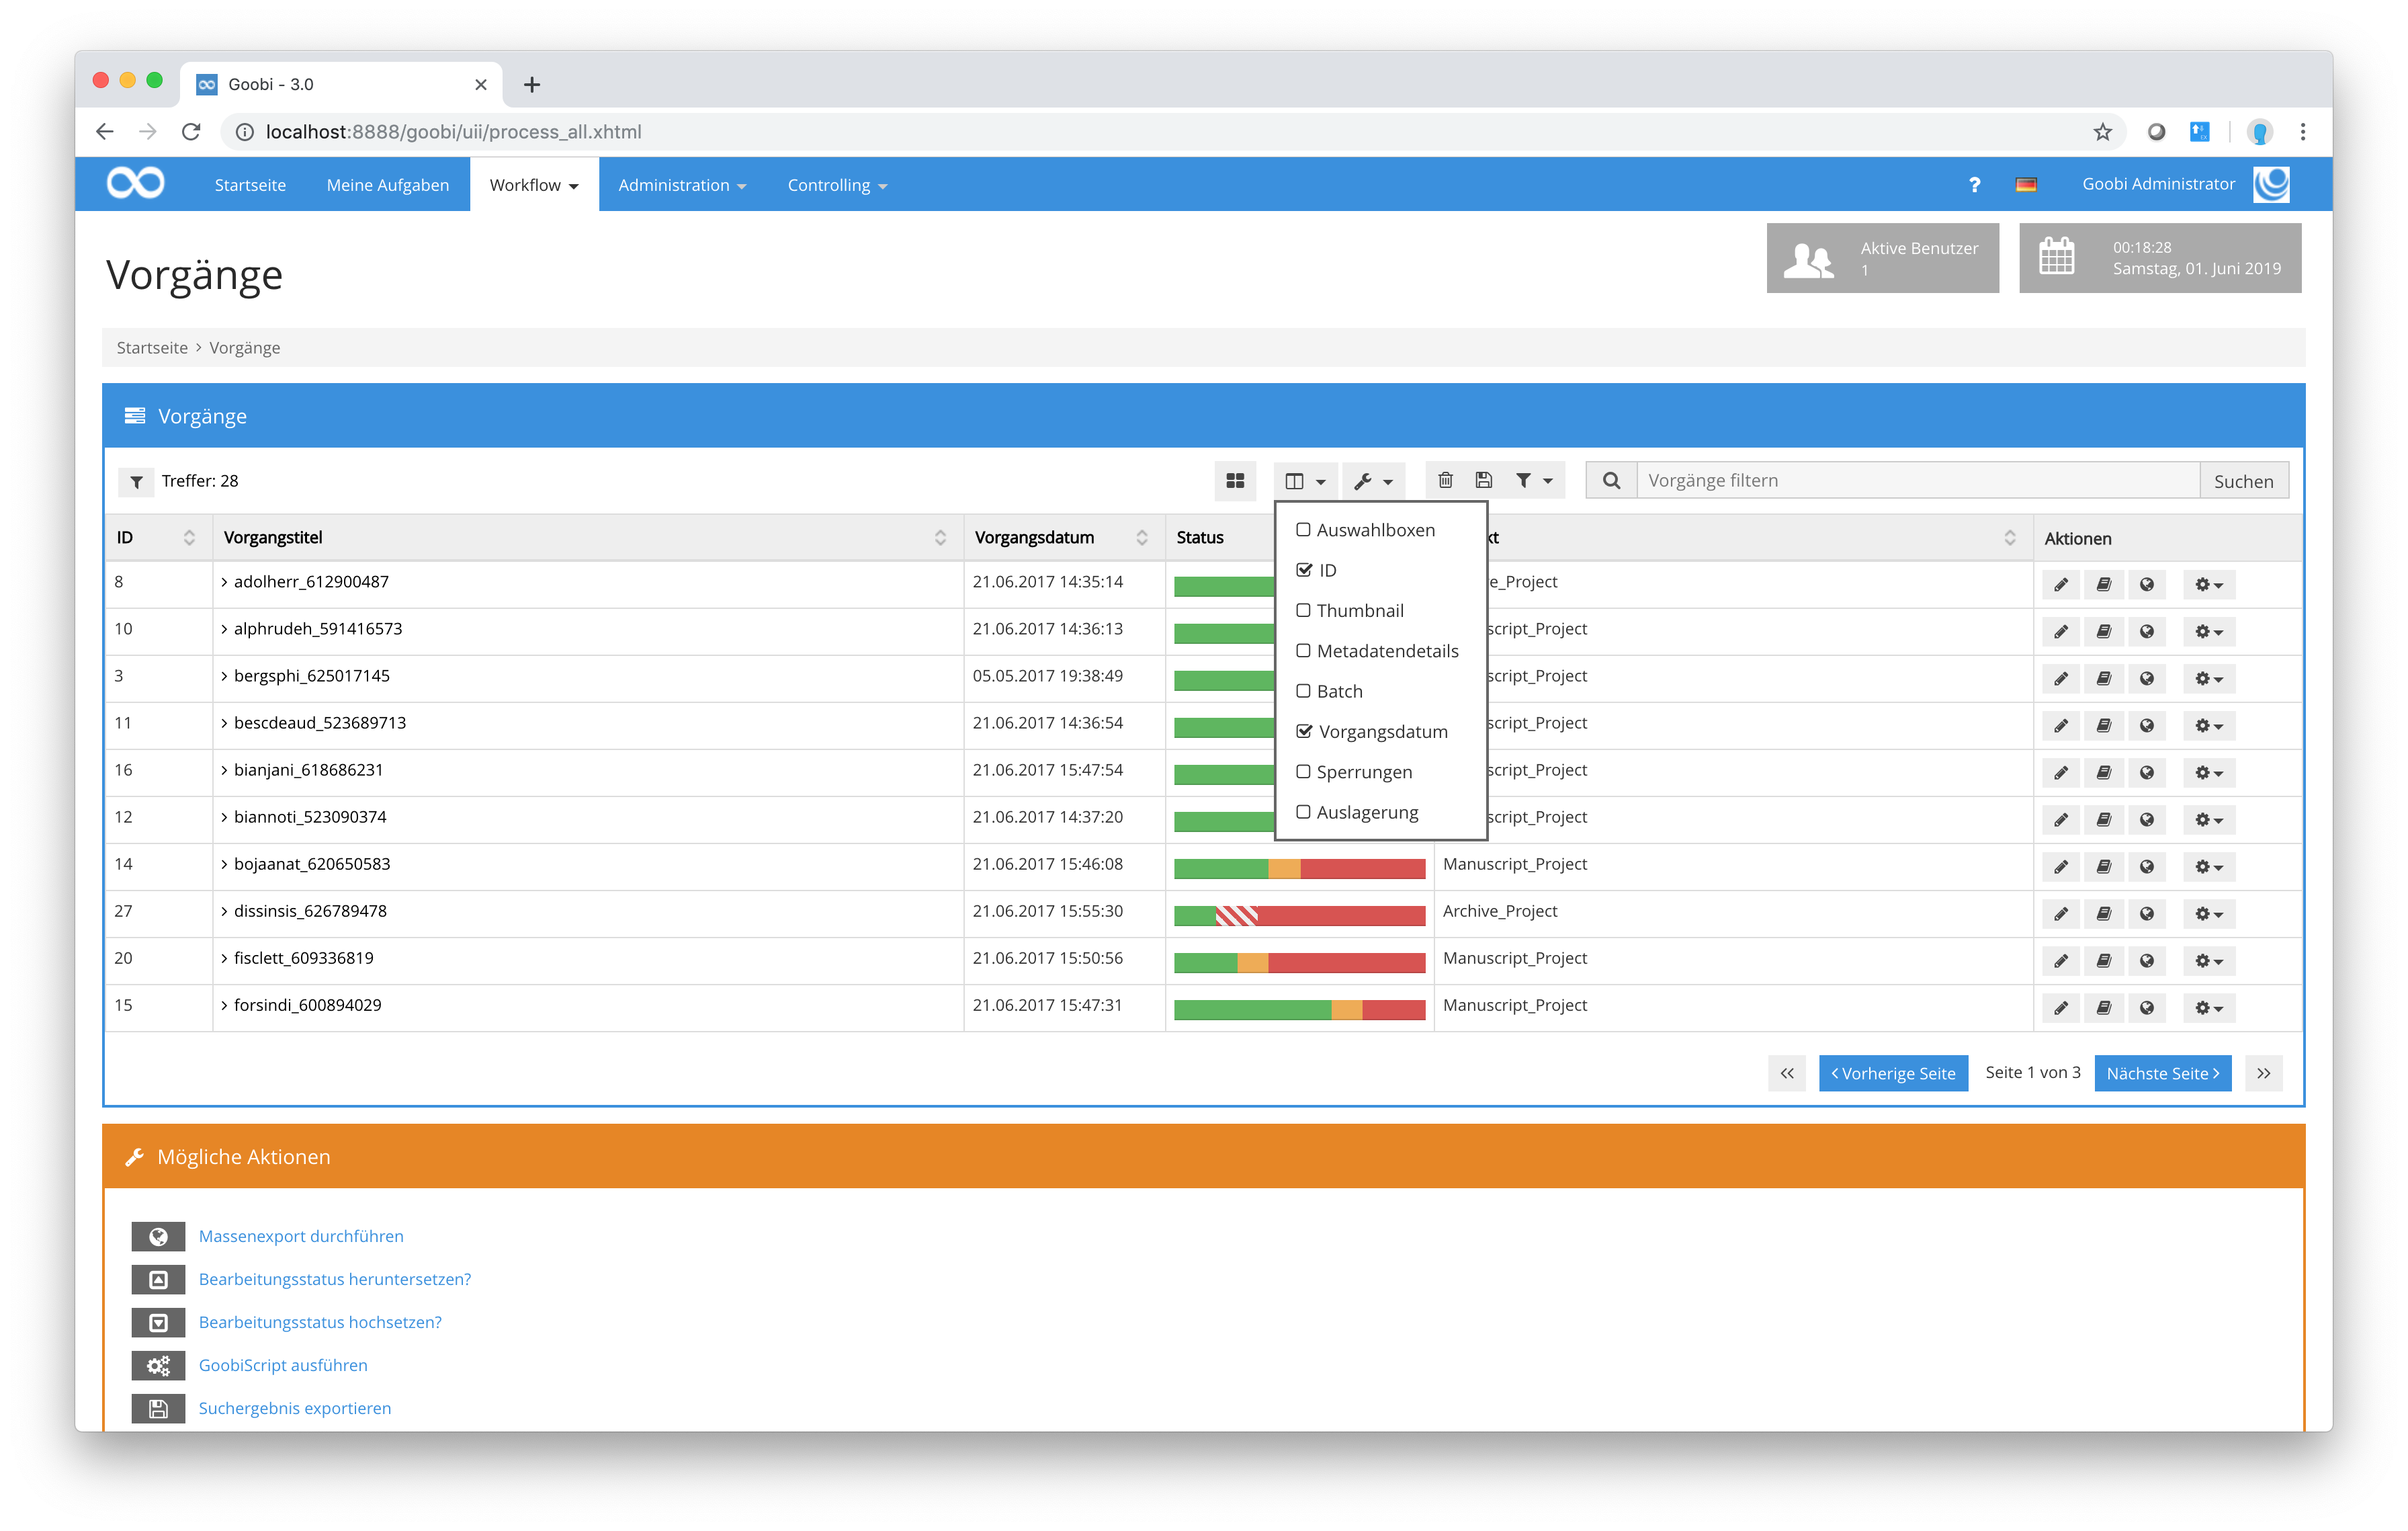 Goobi - 3.0
localhost:8888/goobi/uii/process_all.xhtml
Startseite Meine Aufgaben Workflow Administration Controlling ? Goobi Administrator
Aktive Benutzer
1
00:18:28
Samstag, 01. Juni 2019
Vorgänge
Startseite > Vorgänge
Vorgänge
Treffer: 28 Vorgänge filtern Suchen
ID Vorgangstitel Vorgangsdatum Status kt Aktionen
8 adolherr_612900487 21.06.2017 14:35:14 e_Project
10 alphrudeh_591416573 21.06.2017 14:36:13 script_Project
3 bergsphi_625017145 05.05.2017 19:38:49 script_Project
11 bescdeaud_523689713 21.06.2017 14:36:54 script_Project
16 bianjani_618686231 21.06.2017 15:47:54 script_Project
12 biannoti_523090374 21.06.2017 14:37:20 script_Project
14 bojaanat_620650583 21.06.2017 15:46:08 Manuscript_Project
27 dissinsis_626789478 21.06.2017 15:55:30 Archive_Project
20 fisclett_609336819 21.06.2017 15:50:56 Manuscript_Project
15 forsindi_600894029 21.06.2017 15:47:31 Manuscript_Project
Auswahlboxen
ID
Thumbnail
Metadatendetails
Batch
Vorgangsdatum
Sperrungen
Auslagerung
« Vorherige Seite Seite 1 von 3 Nächste Seite »
Mögliche Aktionen
Massenexport durchführen
Bearbeitungsstatus heruntersetzen?
Bearbeitungsstatus hochsetzen?
GoobiScript ausführen
Suchergebnis exportieren